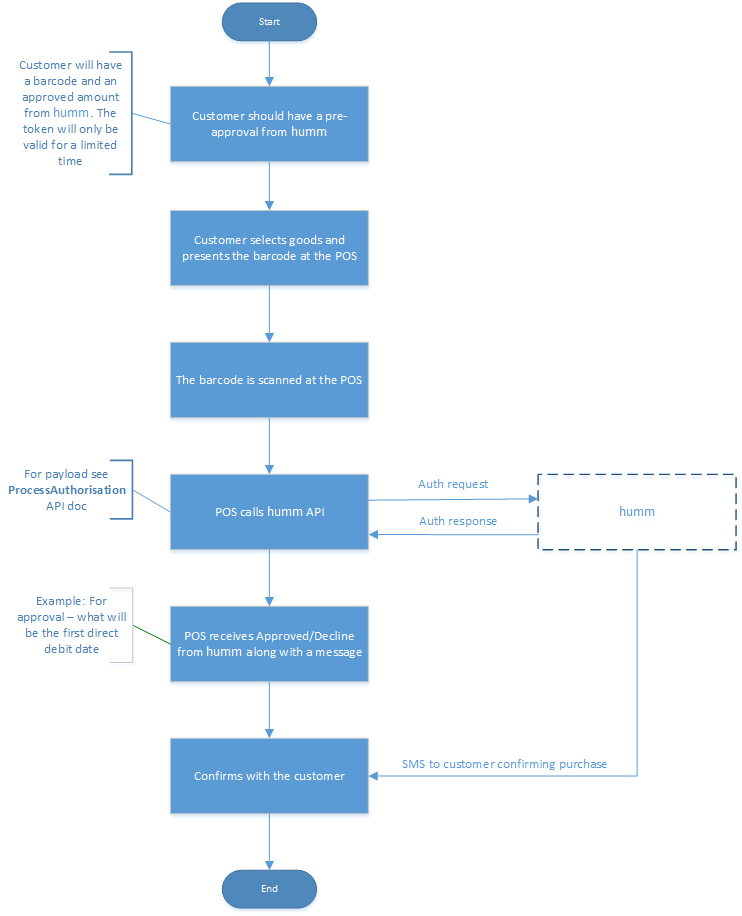 Start
Customer will have
a barcode and an
approved amount
from humm. The
token will only be
valid for a limited
time
Customer should have a pre-
approval from humm
Customer selects goods and
presents the barcode at the POS
The barcode is scanned at the POS
For payload see
ProcessAuthorisation
API doc
POS calls humm API
Auth request
Auth response
humm
Example: For
approval – what will
be the first direct
debit date
POS receives Approved/Decline
from humm along with a message
Confirms with the customer
SMS to customer confirming purchase
End